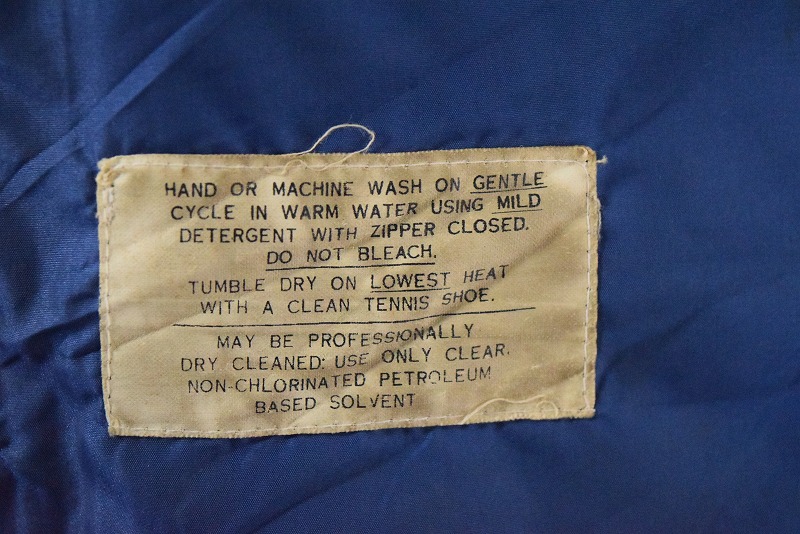 HAND OR MACHINE WASH ON GENTLE
CYCLE IN WARM WATER USING MILD
DETERGENT WITH ZIPPER CLOSED.
DO NOT BLEACH.
TUMBLE DRY ON LOWEST HEAT
WITH A CLEAN TENNIS SHOE.
MAY BE PROFESSIONALLY
DRY CLEANED: USE ONLY CLEAR,
NON-CHLORINATED PETROLEUM
BASED SOLVENT